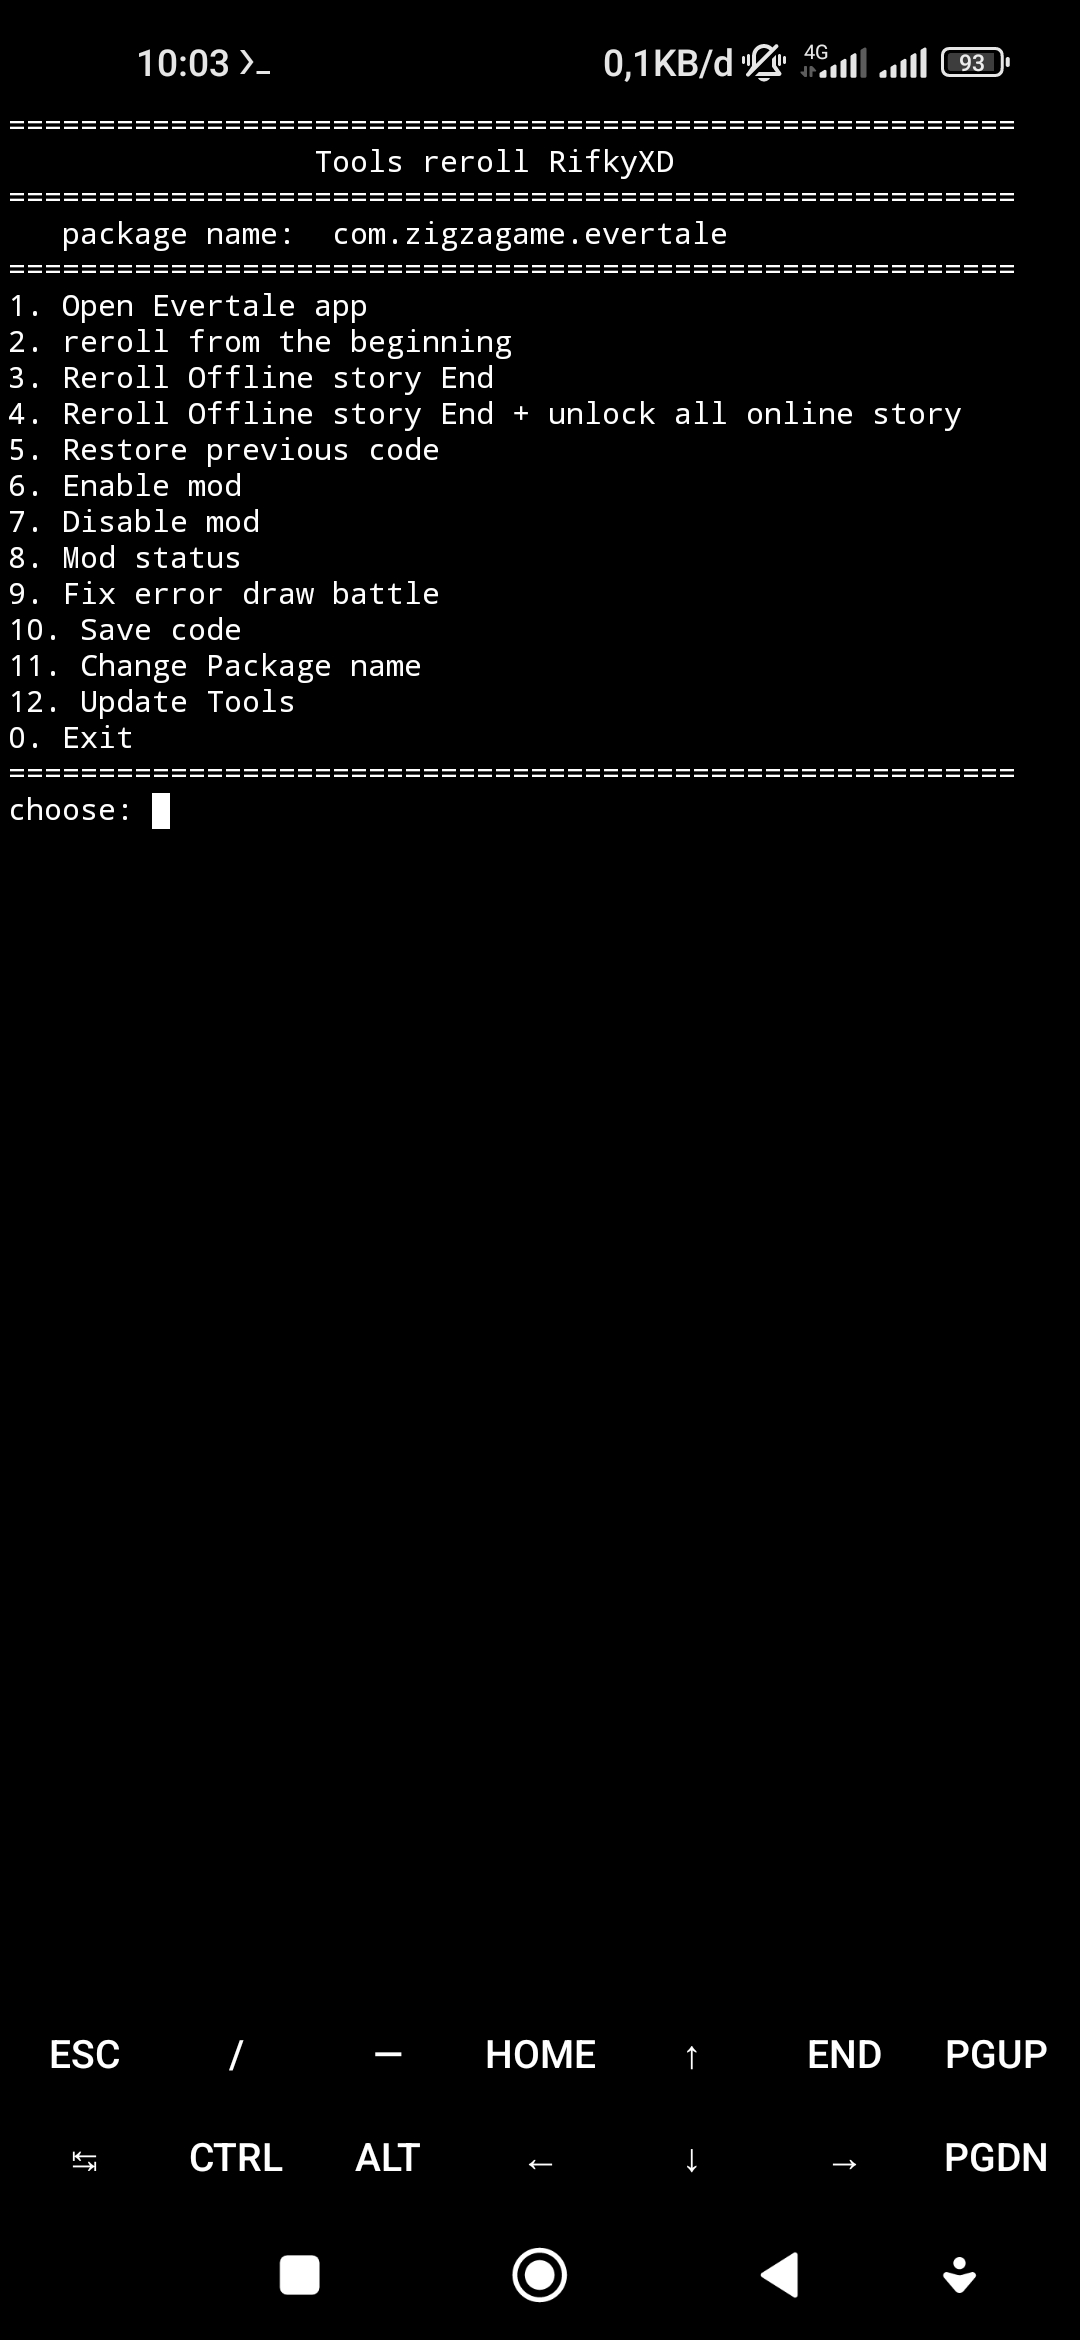 10:03 0,1KB/d 4G 93
========================================================
Tools reroll RifkyXD
========================================================
package name:  com.zigzagame.evertale
========================================================
1. Open Evertale app
2. reroll from the beginning
3. Reroll Offline story End
4. Reroll Offline story End + unlock all online story
5. Restore previous code
6. Enable mod
7. Disable mod
8. Mod status
9. Fix error draw battle
10. Save code
11. Change Package name
12. Update Tools
0. Exit
========================================================
choose:
ESC / — HOME ↑ END PGUP
↹ CTRL ALT ← ↓ → PGDN